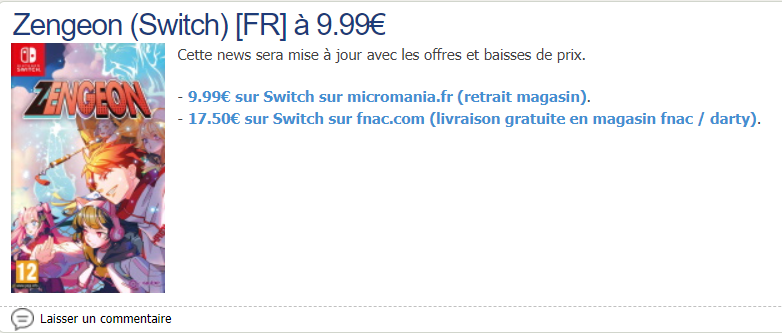 Zengeon (Switch) [FR] à 9.99€
Cette news sera mise à jour avec les offres et baisses de prix.
- 9.99€ sur Switch sur micromania.fr (retrait magasin).
- 17.50€ sur Switch sur fnac.com (livraison gratuite en magasin fnac / darty).
SWITCH.
ZENGEON
12
Laisser un commentaire